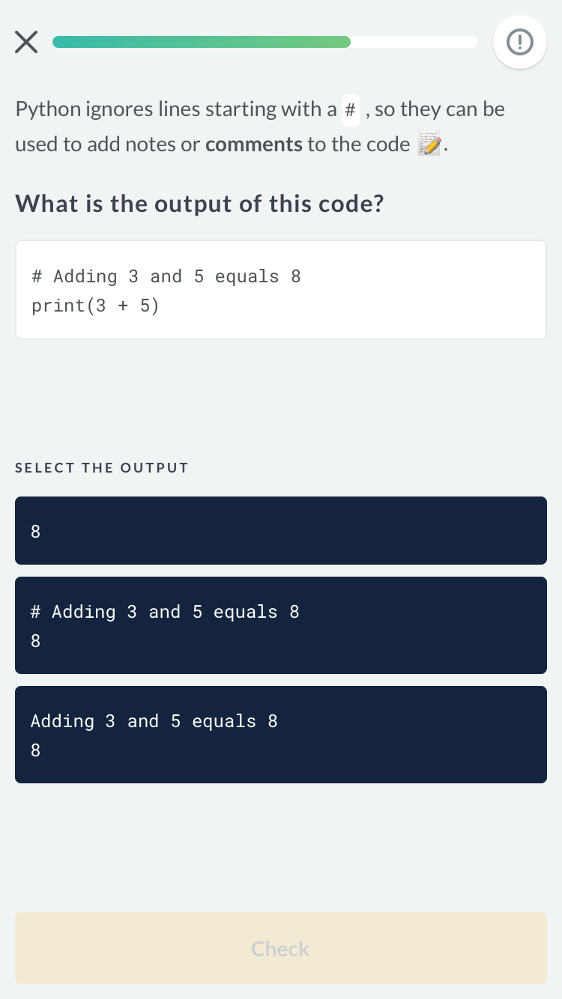 Python ignores lines starting with a # , so they can be
used to add notes or comments to the code 📝.
What is the output of this code?
# Adding 3 and 5 equals 8
print(3 + 5)
SELECT THE OUTPUT
8
# Adding 3 and 5 equals 8
8
Adding 3 and 5 equals 8
8
Check